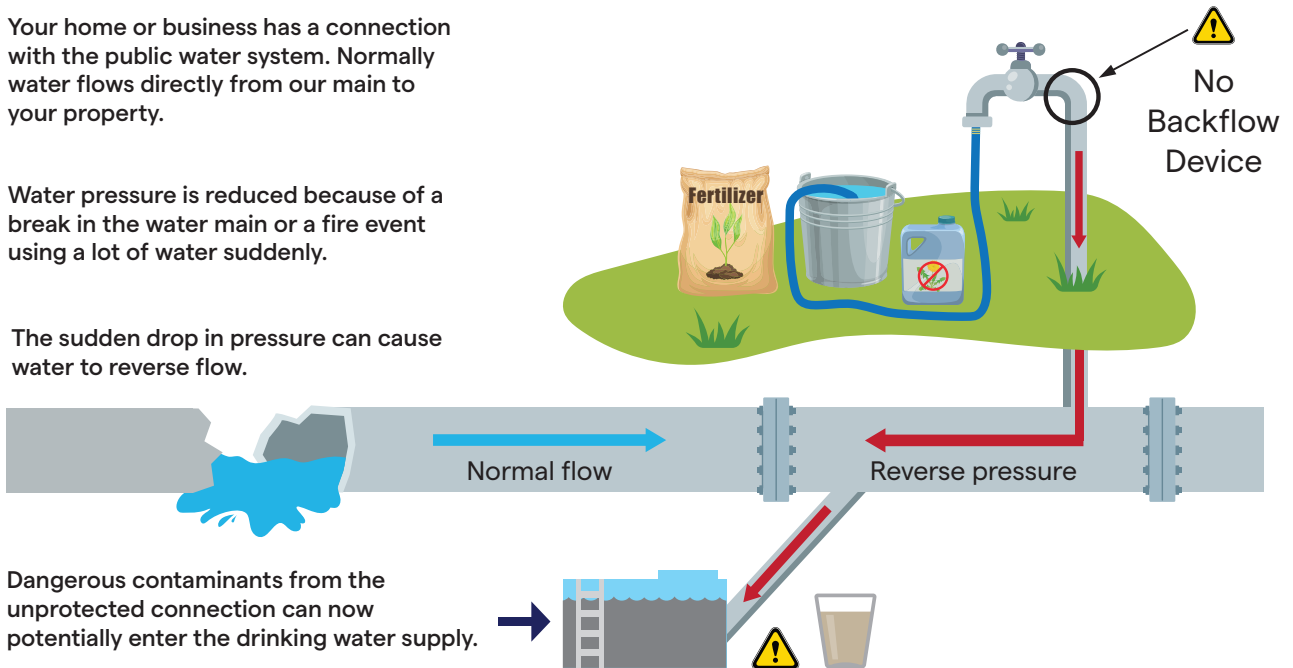 Your home or business has a connection
with the public water system. Normally
water flows directly from our main to
your property.
Water pressure is reduced because of a
break in the water main or a fire event
using a lot of water suddenly.
The sudden drop in pressure can cause
water to reverse flow.
No
Backflow
Device
Fertilizer
Normal flow
Reverse pressure
Dangerous contaminants from the
unprotected connection can now
potentially enter the drinking water supply.